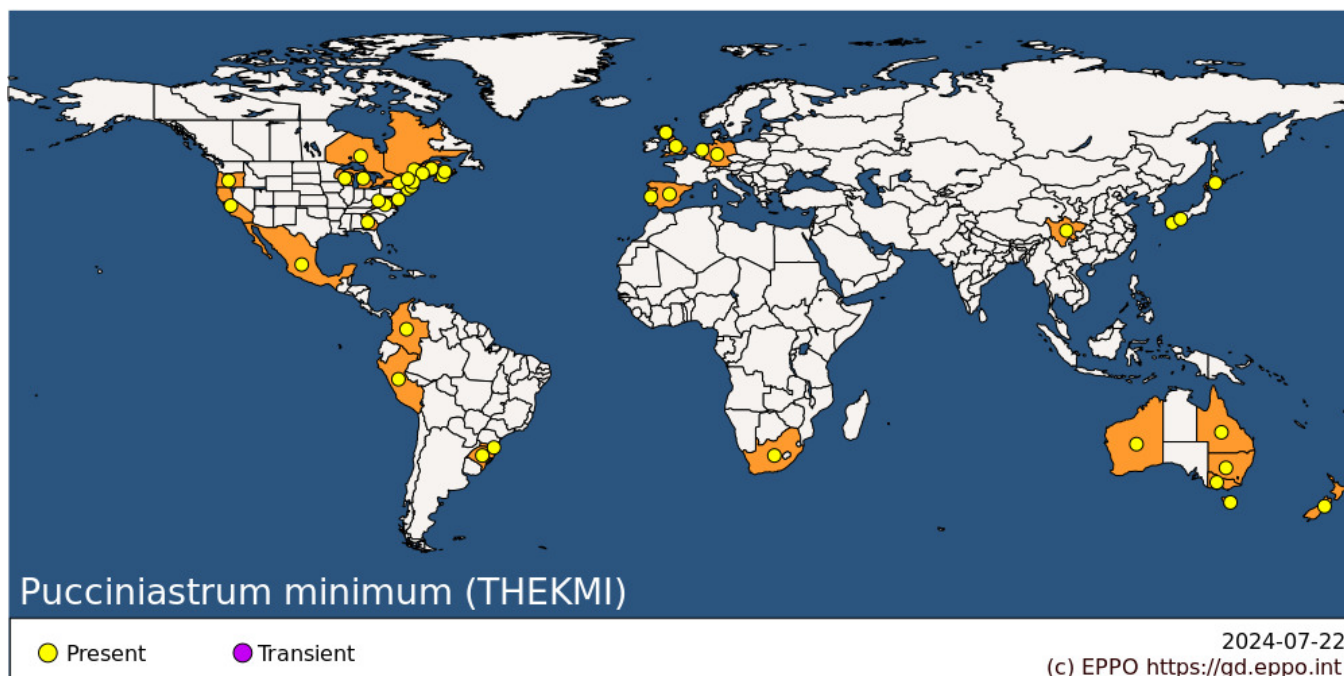 Pucciniastrum minimum (THEKMI)
Present
Transient
2024-07-22
(c) EPPO https://gd.eppo.int